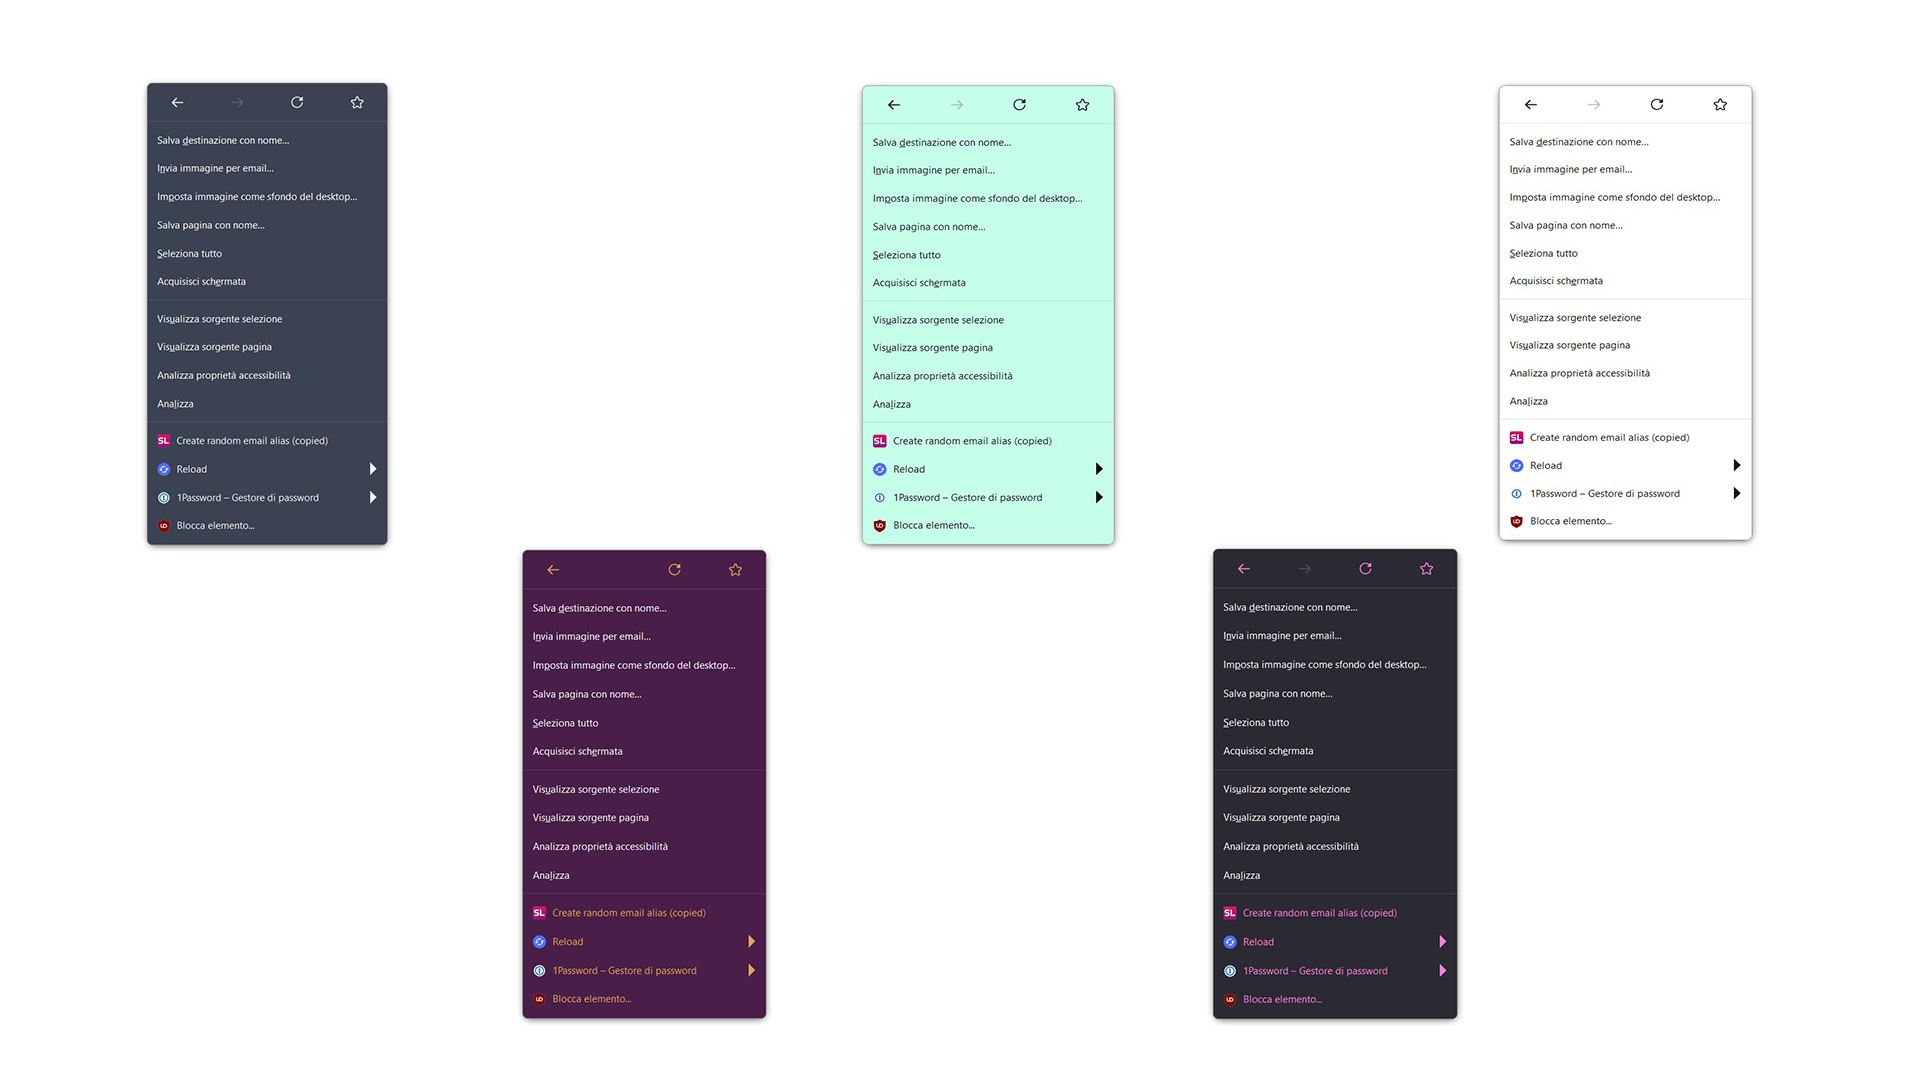 Salva destinazione con nome...
Invia immagine per email...
Imposta immagine come sfondo del desktop...
Salva pagina con nome...
Seleziona tutto
Acquisisci schermata
Visualizza sorgente selezione
Visualizza sorgente pagina
Analizza proprietà accessibilità
Analizza
SL Create random email alias (copied)
Reload
1Password – Gestore di password
Blocca elemento...
Salva destinazione con nome...
Invia immagine per email...
Imposta immagine come sfondo del desktop...
Salva pagina con nome...
Seleziona tutto
Acquisisci schermata
Visualizza sorgente selezione
Visualizza sorgente pagina
Analizza proprietà accessibilità
Analizza
SL Create random email alias (copied)
Reload
1Password – Gestore di password
Blocca elemento...
Salva destinazione con nome...
Invia immagine per email...
Imposta immagine come sfondo del desktop...
Salva pagina con nome...
Seleziona tutto
Acquisisci schermata
Visualizza sorgente selezione
Visualizza sorgente pagina
Analizza proprietà accessibilità
Analizza
SL Create random email alias (copied)
Reload
1Password – Gestore di password
Blocca elemento...
Salva destinazione con nome...
Invia immagine per email...
Imposta immagine come sfondo del desktop...
Salva pagina con nome...
Seleziona tutto
Acquisisci schermata
Visualizza sorgente selezione
Visualizza sorgente pagina
Analizza proprietà accessibilità
Analizza
SL Create random email alias (copied)
Reload
1Password – Gestore di password
Blocca elemento...
Salva destinazione con nome...
Invia immagine per email...
Imposta immagine come sfondo del desktop...
Salva pagina con nome...
Seleziona tutto
Acquisisci schermata
Visualizza sorgente selezione
Visualizza sorgente pagina
Analizza proprietà accessibilità
Analizza
SL Create random email alias (copied)
Reload
1Password – Gestore di password
Blocca elemento...